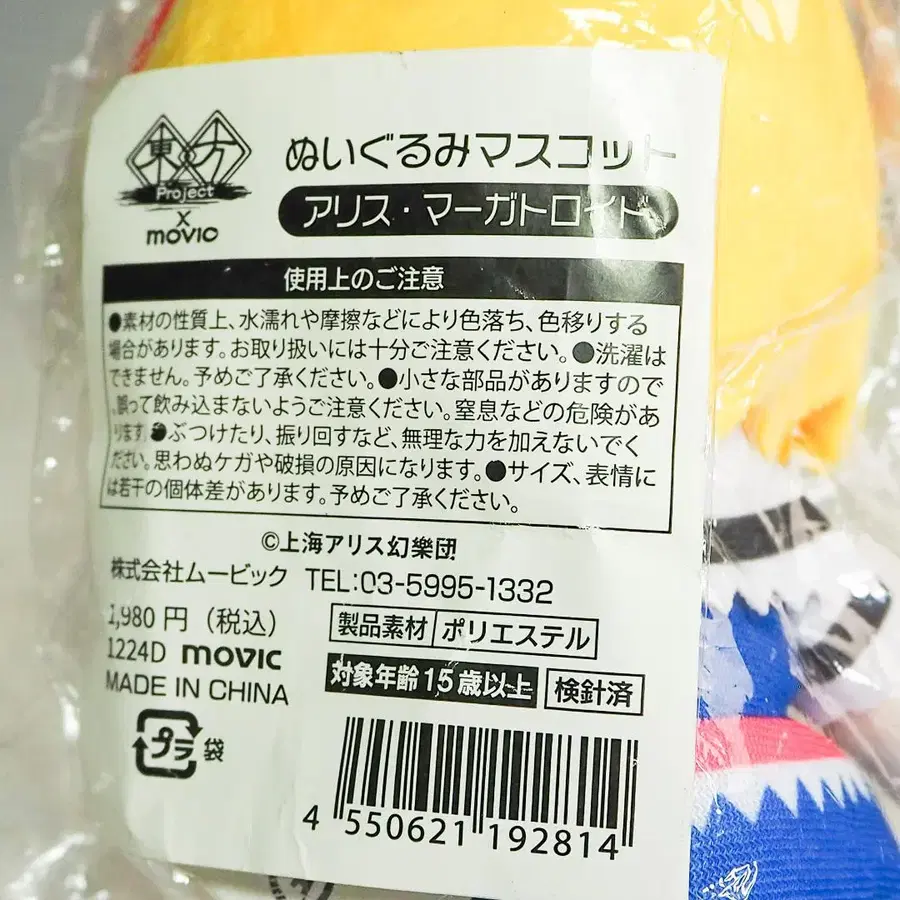 東方
Project
×
movic
ぬいぐるみマスコット
アリス・マーガトロイド
使用上のご注意
●素材の性質上、水濡れや摩擦などにより色落ち、色移りする
場合があります。お取り扱いには十分ご注意ください。●洗濯は
できません。予めご了承ください。●小さな部品がありますので
、誤って飲み込まないようご注意ください。窒息などの危険があ
ります。●ぶつけたり、振り回すなど、無理な力を加えないでく
ださい。思わぬケガや破損の原因になります。●サイズ、表情に
は若干の個体差があります。予めご了承ください。
©上海アリス幻樂団
株式会社ムービック TEL:03-5995-1332
1,980円（税込）
製品素材 ポリエステル
1224D movic
対象年齢15歳以上 検針済
MADE IN CHINA
プラ 袋
4 550621 192814